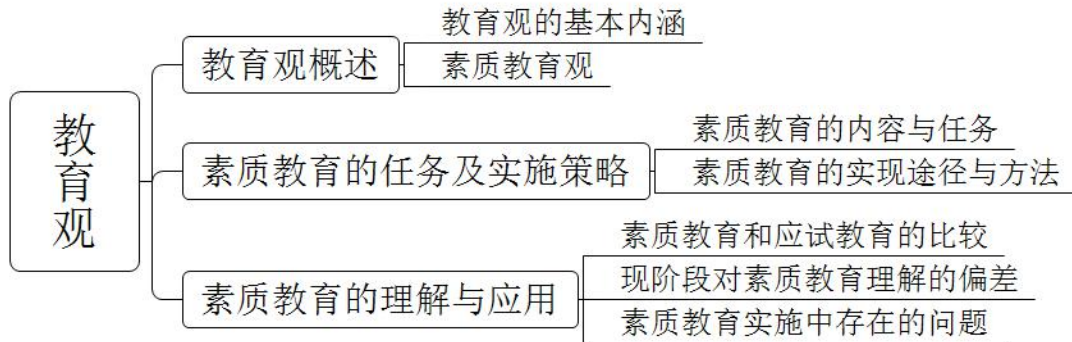 教育观
教育观概述
教育观的基本内涵
素质教育观
素质教育的任务及实施策略
素质教育的内容与任务
素质教育的实现途径与方法
素质教育的理解与应用
素质教育和应试教育的比较
现阶段对素质教育理解的偏差
素质教育实施中存在的问题